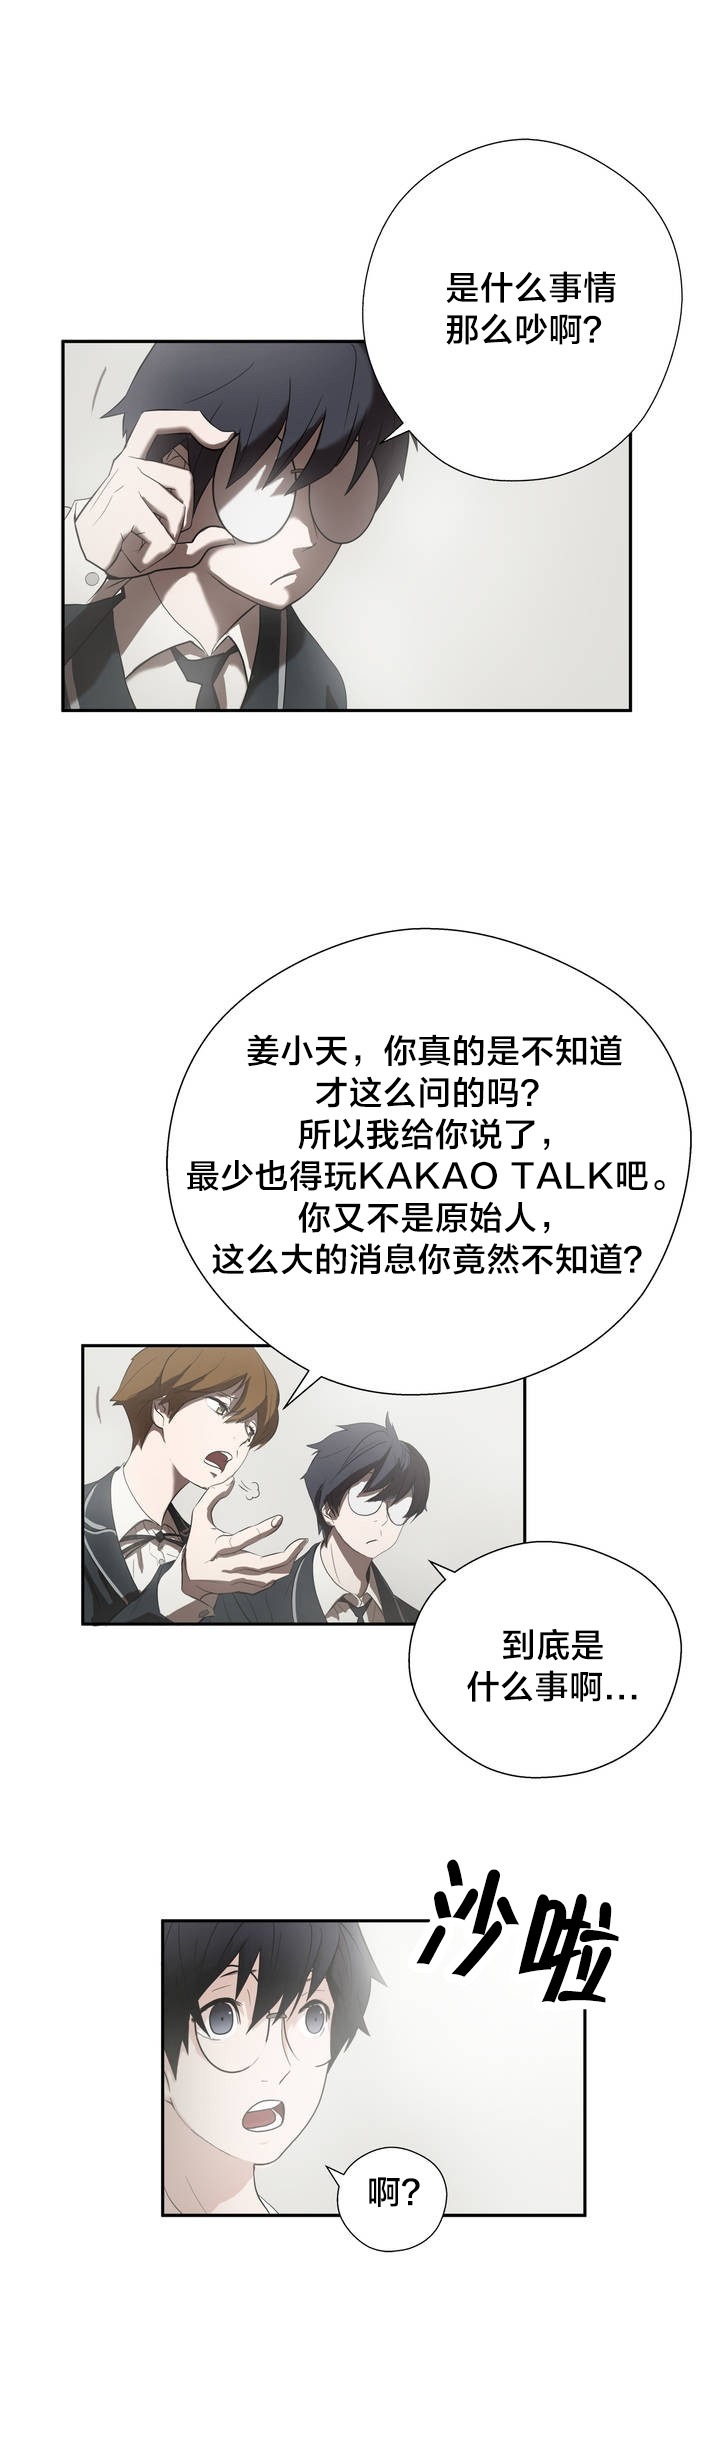 是什么事情
那么吵啊?
姜小天，你真的是不知道
才这么问的吗?
所以我给你说了，
最少也得玩KAKAO TALK吧。
你又不是原始人，
这么大的消息你竟然不知道?
到底是
什么事啊...
沙啦
啊?